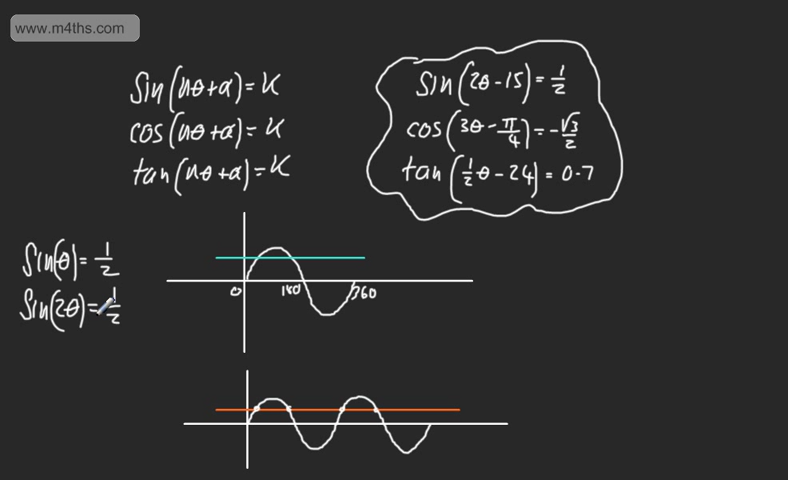 www.m4ths.com
Sin(nθ+α)=K
cos(nθ+α)=K
tan(nθ+α)=K
Sin(2θ-15)=1/2
cos(3θ-π/4)=-√3/2
tan(1/2θ-24)=0.7
Sin(θ)=1/2
Sin(2θ)=1/2
0 180 360